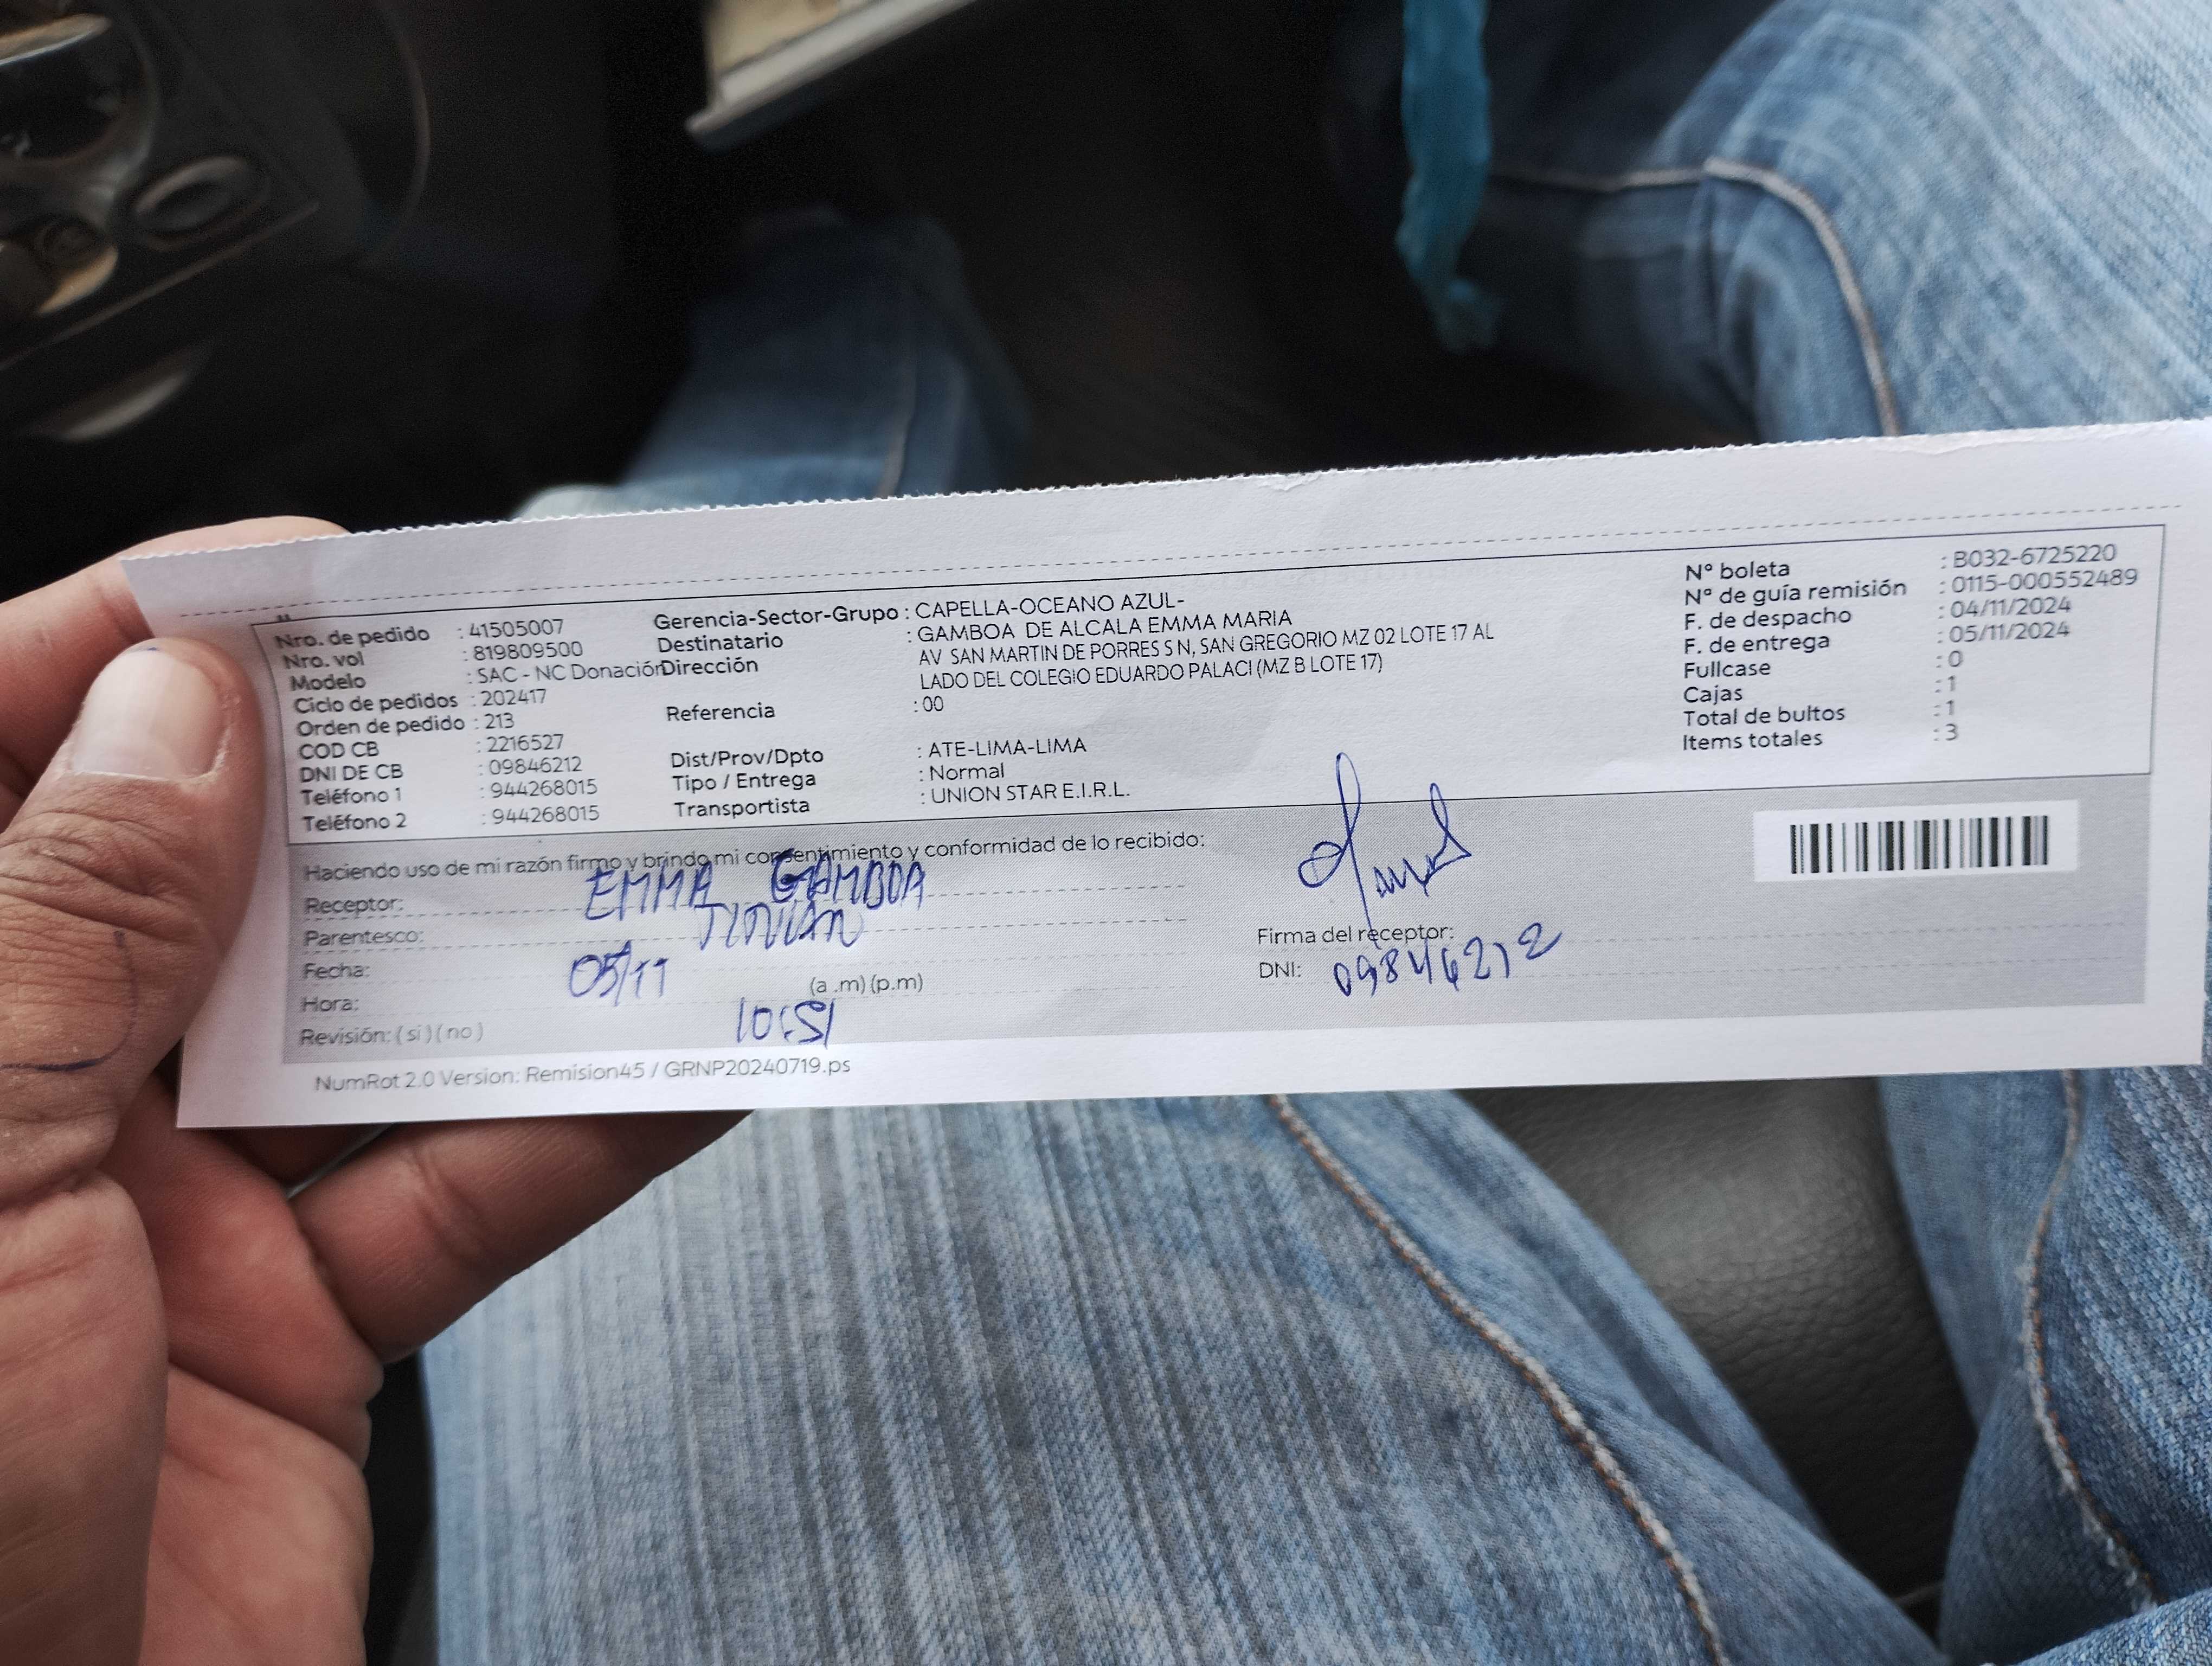 Nro. de pedido : 41505007
Nro. vol : 819809500
Modelo : SAC - NC Donación
Ciclo de pedidos : 202417
Orden de pedido : 213
COD CB : 2216527
DNI DE CB : 09846212
Teléfono 1 : 944268015
Teléfono 2 : 944268015
Gerencia-Sector-Grupo : CAPELLA-OCEANO AZUL-
Destinatario : GAMBOA DE ALCALA EMMA MARIA
Dirección AV SAN MARTIN DE PORRES S N, SAN GREGORIO MZ 02 LOTE 17 AL
LADO DEL COLEGIO EDUARDO PALACI (MZ B LOTE 17)
Referencia : 00
Dist/Prov/Dpto : ATE-LIMA-LIMA
Tipo / Entrega : Normal
Transportista : UNION STAR E.I.R.L.
N° boleta : B032-6725220
N° de guía remisión : 0115-000552489
F. de despacho : 04/11/2024
F. de entrega : 05/11/2024
Fullcase : 0
Cajas : 1
Total de bultos : 1
Items totales : 3
Haciendo uso de mi razón firmo y brindo mi consentimiento y conformidad de lo recibido:
Receptor: EMMA GAMBOA
Parentesco:
Fecha: 05/11
Hora: (a .m) (p.m)
10:51
Revisión: ( si ) ( no )
Firma del receptor:
DNI: 09846212
NumRot 2.0 Version: Remision45 / GRNP20240719.ps